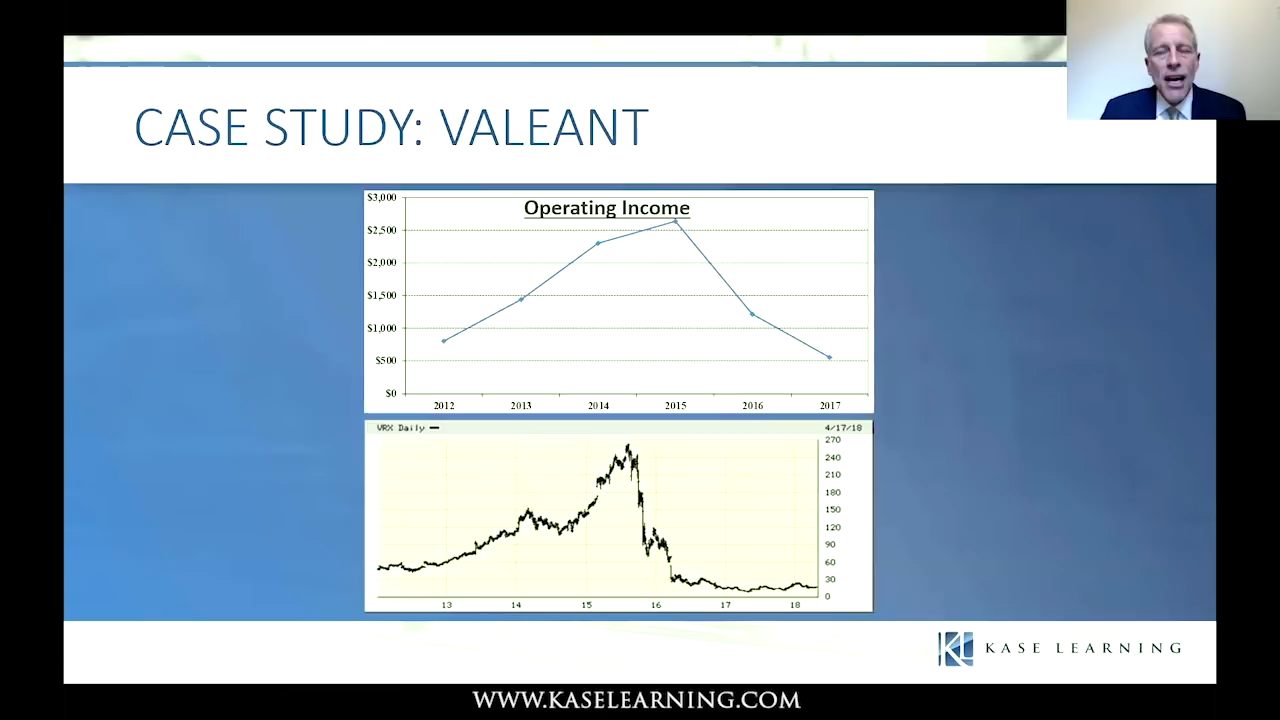 CASE STUDY: VALEANT
Operating Income
$3,000
$2,500
$2,000
$1,500
$1,000
$500
$0
2012 2013 2014 2015 2016 2017
VRX Daily 4/17/18
270
240
210
180
150
120
90
60
30
0
13 14 15 16 17 18
KL KASE LEARNING
WWW.KASELEARNING.COM